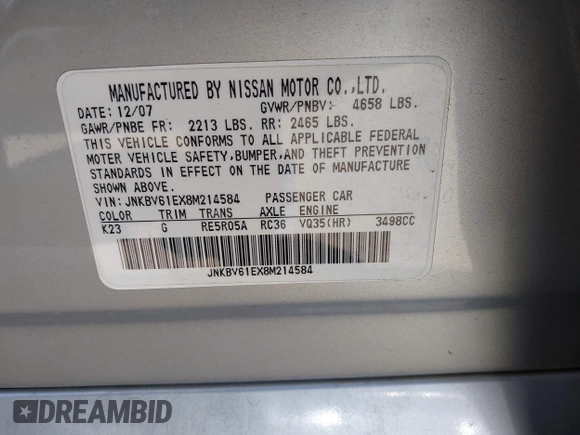 MANUFACTURED BY NISSAN MOTOR CO.,LTD.
DATE: 12/07 GVWR/PNBV: 4658 LBS.
GAWR/PNBE FR: 2213 LBS. RR: 2465 LBS.
THIS VEHICLE CONFORMS TO ALL APPLICABLE FEDERAL
MOTER VEHICLE SAFETY,BUMPER,AND THEFT PREVENTION
STANDARDS IN EFFECT ON THE DATE OF MANUFACTURE
SHOWN ABOVE.
VIN: JNKBV61EX8M214584 PASSENGER CAR
COLOR TRIM TRANS AXLE ENGINE
K23 G RE5R05A RC36 VQ35(HR) 3498CC
JNKBV61EX8M214584
DREAMBID